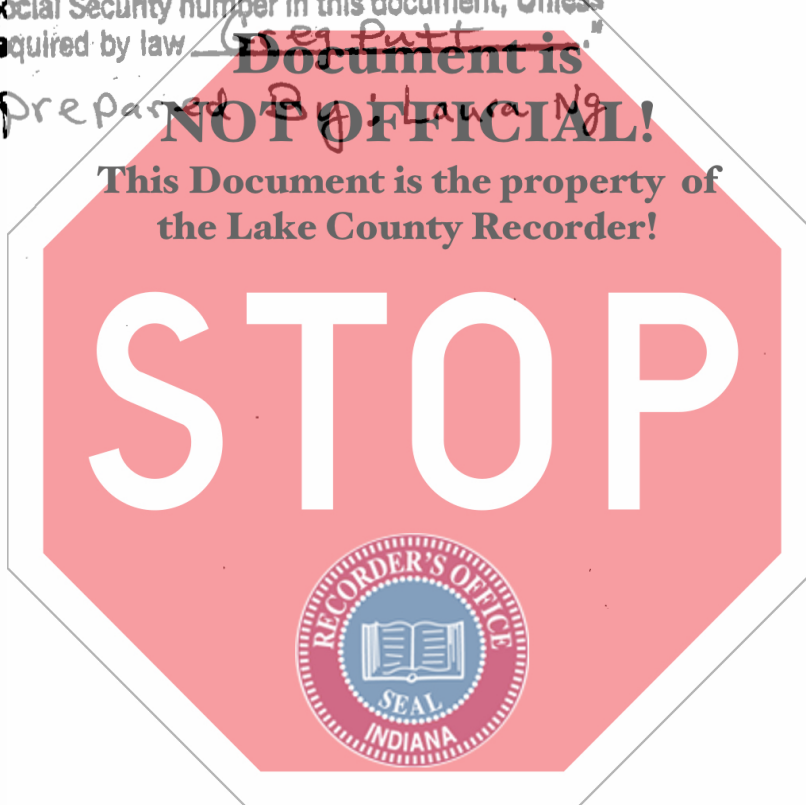 ocial Security number in this document, unless
quired by law Greg Putt."
Document is
prepared By: Laura Ng
NOT OFFICIAL!
This Document is the property of
the Lake County Recorder!
STOP
RECORDER'S OFFICE
SEAL
INDIANA